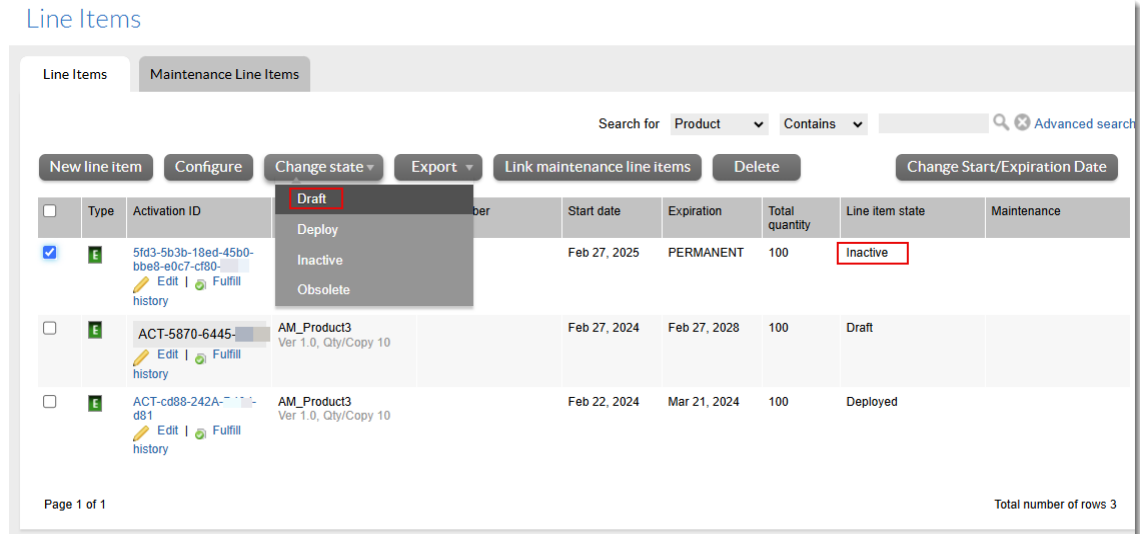 Line Items
Line Items
Maintenance Line Items
Search for Product Contains Advanced search
New line item Configure Change state Export Link maintenance line items Delete Change Start/Expiration Date
Draft
Deploy
Inactive
Obsolete
Type Activation ID ber Start date Expiration Total quantity Line item state Maintenance
5fd3-5b3b-18ed-45b0-
bbe8-e0c7-cf80-
Edit | Fulfill
history
Feb 27, 2025 PERMANENT 100 Inactive
ACT-5870-6445- AM_Product3 Feb 27, 2024 Feb 27, 2028 100 Draft
Ver 1.0, Qty/Copy 10
Edit | Fulfill
history
ACT-cd88-242A- AM_Product3 Feb 22, 2024 Mar 21, 2024 100 Deployed
d81 Ver 1.0, Qty/Copy 10
Edit | Fulfill
history
Page 1 of 1 Total number of rows 3